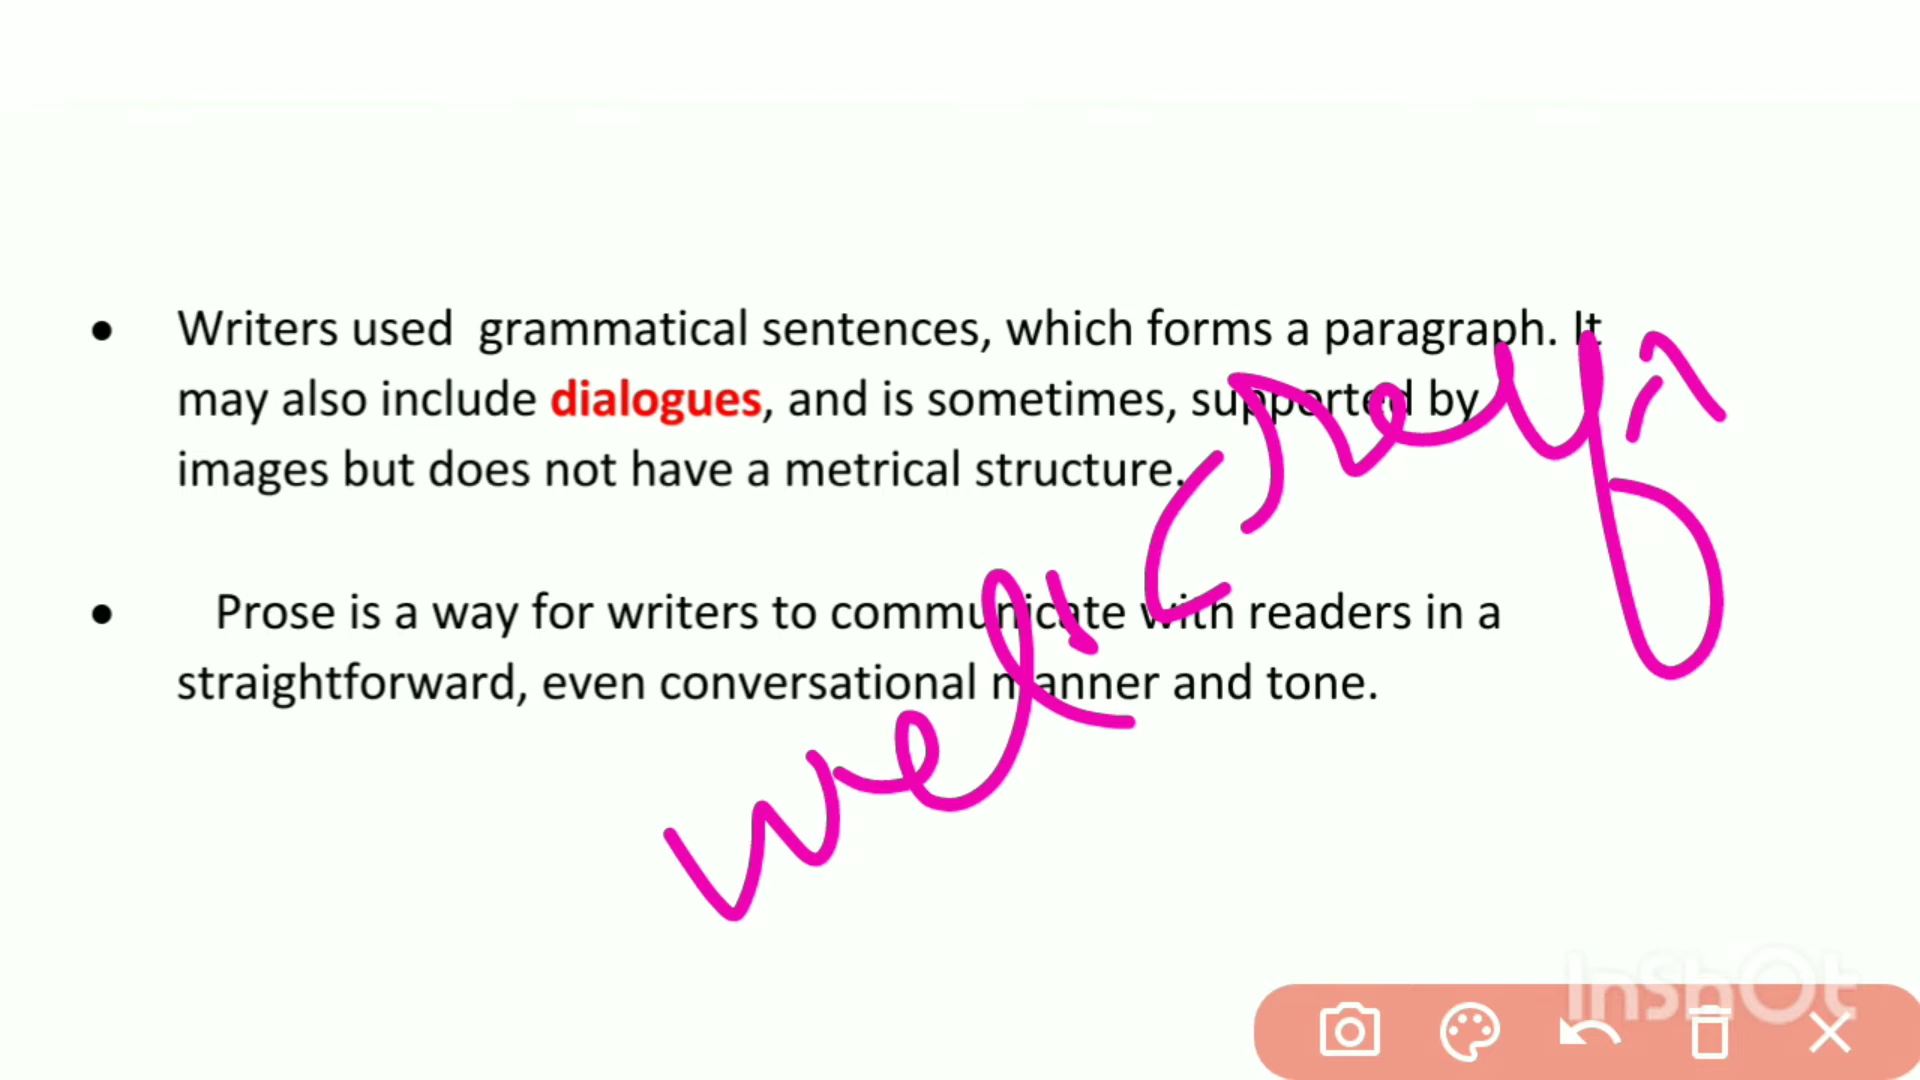 ● Writers used grammatical sentences, which forms a paragraph. It
may also include dialogues, and is sometimes, supported by
images but does not have a metrical structure.
● Prose is a way for writers to communicate with readers in a
straightforward, even conversational manner and tone.
InShOt